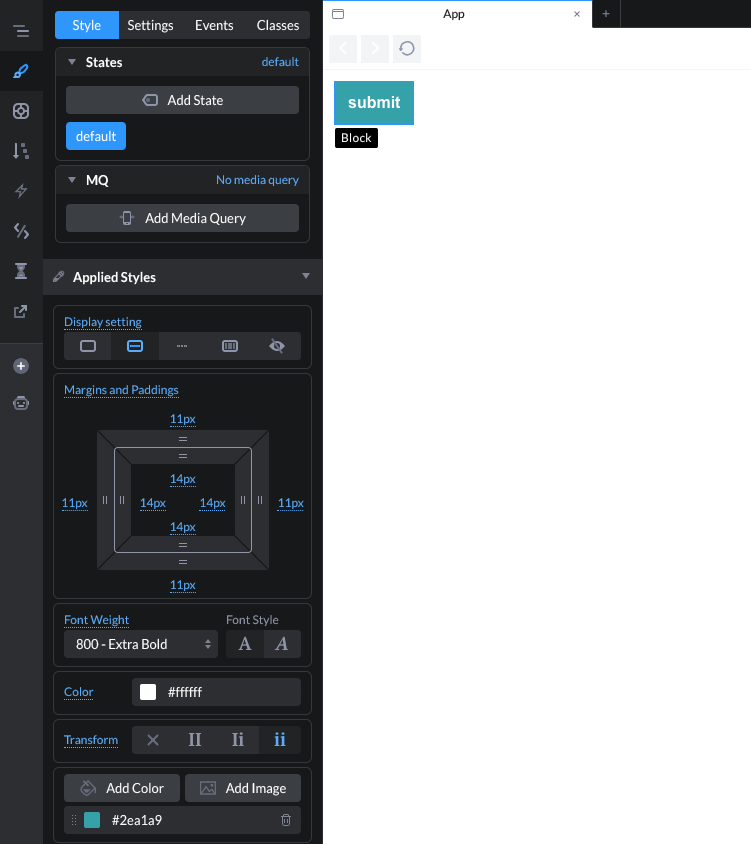 Style Settings Events Classes
States default
Add State
default
MQ No media query
Add Media Query
Applied Styles
Display setting
Margins and Paddings
11px
14px
11px 14px 14px 11px
14px
11px
Font Weight Font Style
800 - Extra Bold A A
Color #ffffff
Transform II Ii ii
Add Color Add Image
#2ea1a9
App
submit
Block